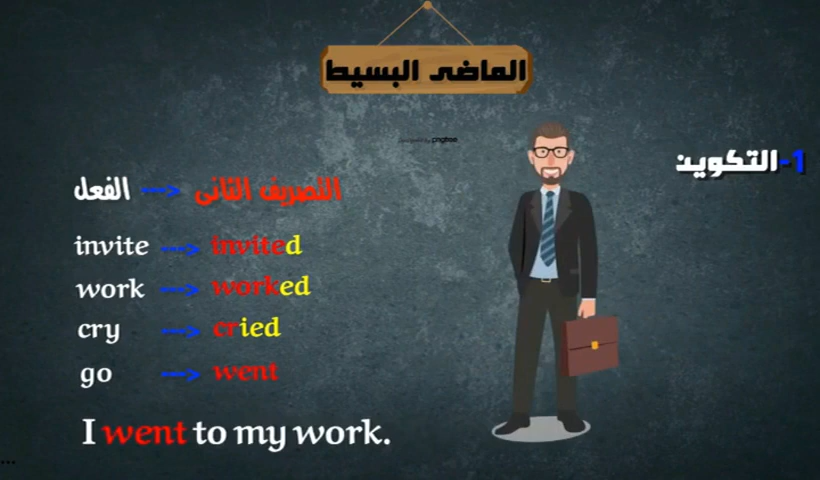 الماضى البسيط
pngtree
1-التكوين
الفعل ---> التصريف الثانى
invite ---> invited
work ---> worked
cry ---> cried
go ---> went
I went to my work.
...